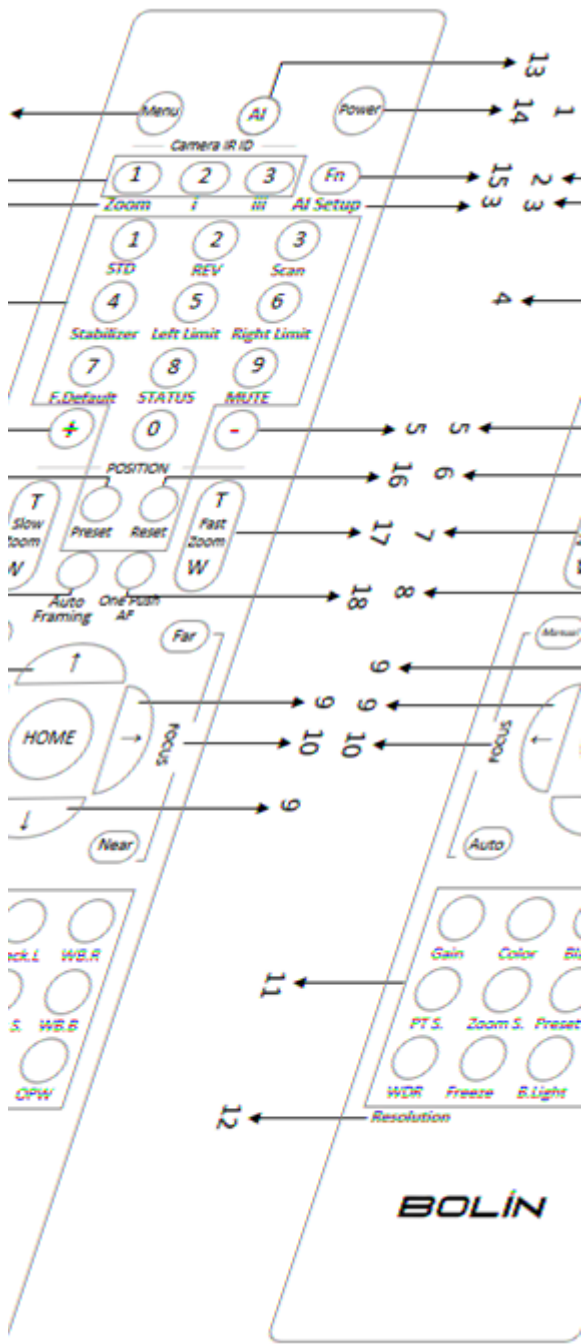 Menu
AI
Power
13
14
1
Camera IR ID
1
2
3
Fn
15
2
Zoom
i
iii
AI Setup
3
3
1
2
3
STD
REV
Scan
4
5
6
4
Stabilizer
Left Limit
Right Limit
7
8
9
F.Default
STATUS
MUTE
+
0
-
5
5
POSITION
16
6
T
Slow
W
Preset
Reset
T
Fast
Zoom
W
17
7
Auto
Framing
One Push
AF
18
8
Far
Manual
↑
9
HOME
→
FOCUS
9
9
10
10
FOCUS
←
↓
9
Near
Auto
WB.R
Gain
Color
11
S.
WB.B
PT S.
Zoom S.
Preset
OPW
WDR
Freeze
B.Light
12
Resolution
BOLIN